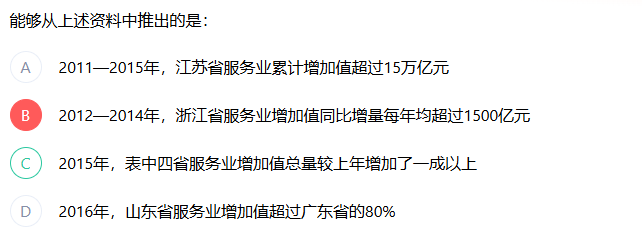 能够从上述资料中推出的是：
A 2011—2015年，江苏省服务业累计增加值超过15万亿元
B 2012—2014年，浙江省服务业增加值同比增量每年均超过1500亿元
C 2015年，表中四省服务业增加值总量较上年增加了一成以上
D 2016年，山东省服务业增加值超过广东省的80%